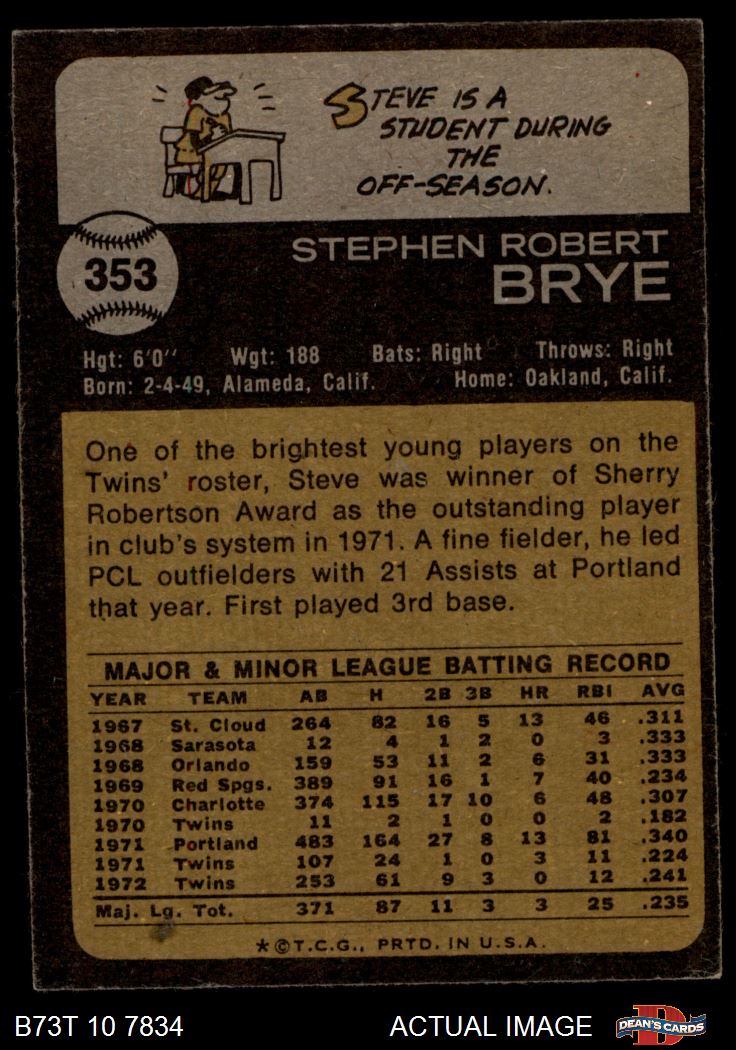 STEVE IS A
STUDENT DURING
THE
OFF-SEASON.
353
STEPHEN ROBERT
BRYE
Hgt: 6'0" Wgt: 188 Bats: Right Throws: Right
Born: 2-4-49, Alameda, Calif. Home: Oakland, Calif.
One of the brightest young players on the
Twins' roster, Steve was winner of Sherry
Robertson Award as the outstanding player
in club's system in 1971. A fine fielder, he led
PCL outfielders with 21 Assists at Portland
that year. First played 3rd base.
MAJOR & MINOR LEAGUE BATTING RECORD
YEAR TEAM AB H 2B 3B HR RBI AVG
1967 St. Cloud 264 82 16 5 13 46 .311
1968 Sarasota 12 4 1 2 0 3 .333
1968 Orlando 159 53 11 2 6 31 .333
1969 Red Spgs. 389 91 16 1 7 40 .234
1970 Charlotte 374 115 17 10 6 48 .307
1970 Twins 11 2 1 0 0 2 .182
1971 Portland 483 164 27 8 13 81 .340
1971 Twins 107 24 1 0 3 11 .224
1972 Twins 253 61 9 3 0 12 .241
Maj. Lg. Tot. 371 87 11 3 3 25 .235
*©T.C.G., PRTD. IN U.S.A.
B73T 10 7834 ACTUAL IMAGE D DEAN'S CARDS